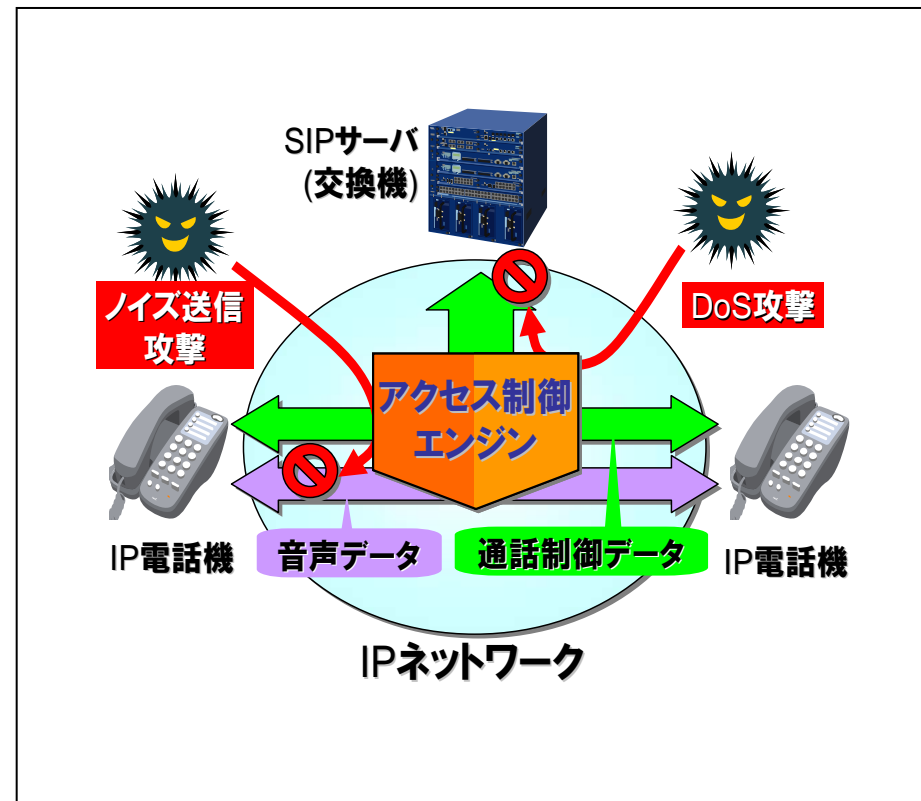 SIPサーバ
(交換機)
ノイズ送信
攻撃
DoS攻撃
アクセス制御
エンジン
IP電話機
音声データ
通話制御データ
IP電話機
IPネットワーク